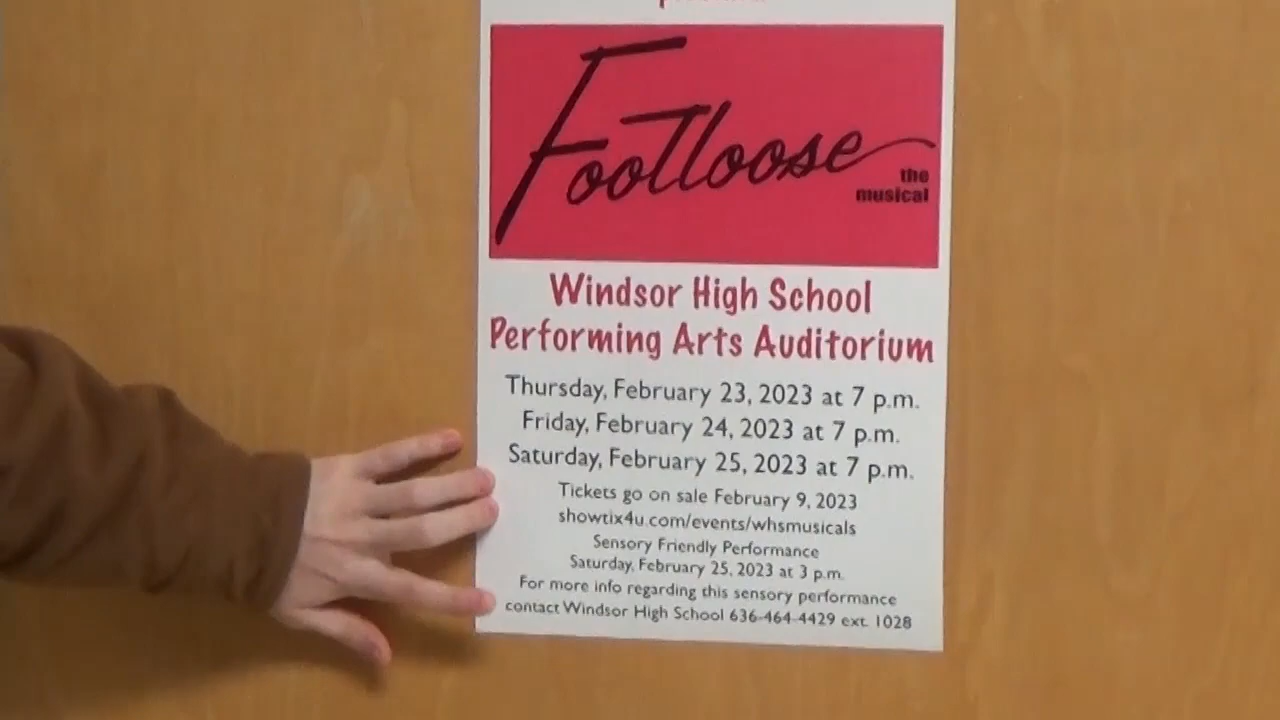 Footloose
the
musical
Windsor High School
Performing Arts Auditorium
Thursday, February 23, 2023 at 7 p.m.
Friday, February 24, 2023 at 7 p.m.
Saturday, February 25, 2023 at 7 p.m.
Tickets go on sale February 9, 2023
showtix4u.com/events/whsmusicals
Sensory Friendly Performance
Saturday, February 25, 2023 at 3 p.m.
For more info regarding this sensory performance
contact Windsor High School 636-464-4429 ext. 1028